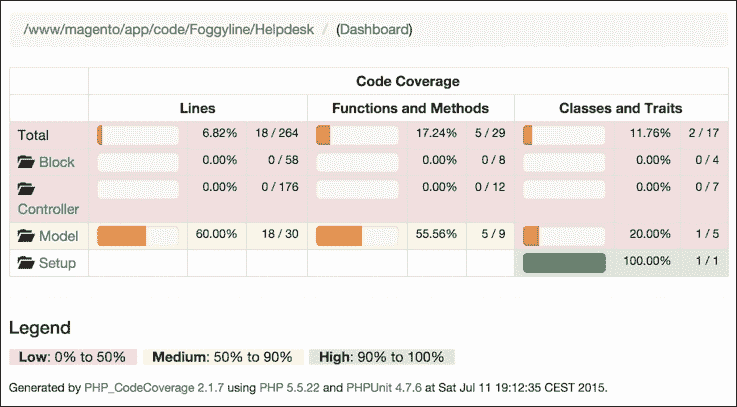 /www/magento/app/code/Foggyline/Helpdesk / (Dashboard)
Code Coverage
Lines Functions and Methods Classes and Traits
Total 6.82% 18 / 264 17.24% 5 / 29 11.76% 2 / 17
Block 0.00% 0 / 58 0.00% 0 / 8 0.00% 0 / 4
Controller 0.00% 0 / 176 0.00% 0 / 12 0.00% 0 / 7
Model 60.00% 18 / 30 55.56% 5 / 9 20.00% 1 / 5
Setup 100.00% 1 / 1
Legend
Low: 0% to 50% Medium: 50% to 90% High: 90% to 100%
Generated by PHP_CodeCoverage 2.1.7 using PHP 5.5.22 and PHPUnit 4.7.6 at Sat Jul 11 19:12:35 CEST 2015.